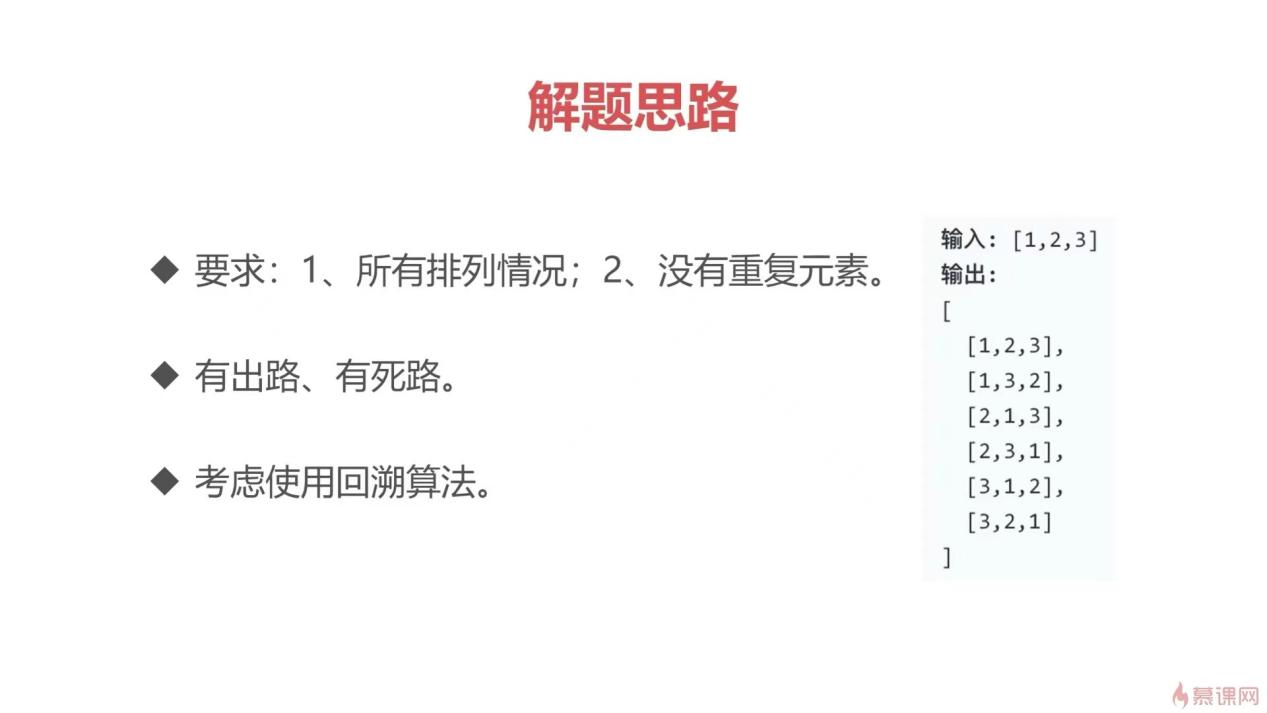 解题思路
◆ 要求：1、所有排列情况；2、没有重复元素。
◆ 有出路、有死路。
◆ 考虑使用回溯算法。
输入: [1,2,3]
输出:
[
[1,2,3],
[1,3,2],
[2,1,3],
[2,3,1],
[3,1,2],
[3,2,1]
]
慕课网